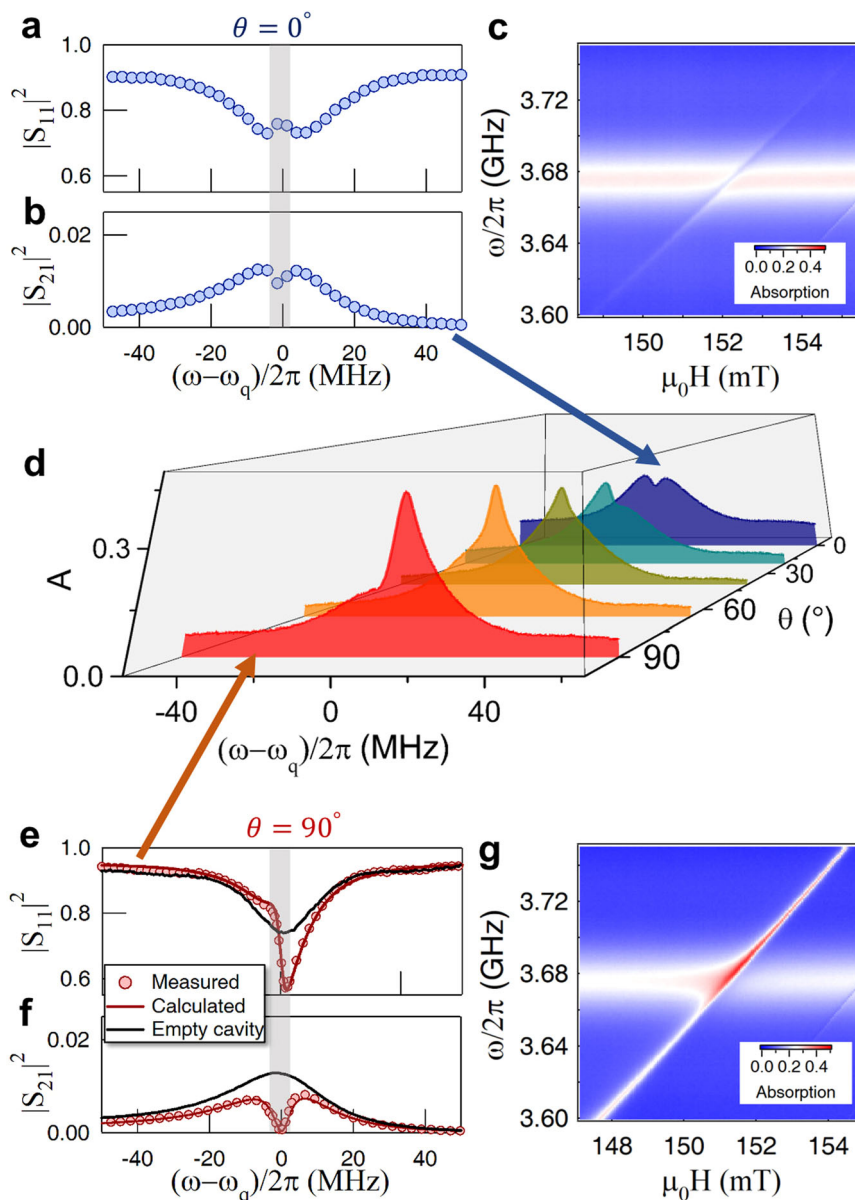 a
θ = 0°
1.0
0.8
0.6
|S₁₁|²
b
0.02
0.00
|S₂₁|²
-40 -20 0 20 40
(ω−ω_q)/2π (MHz)
c
3.72
3.68
3.64
3.60
ω/2π (GHz)
0.0 0.2 0.4
Absorption
150 152 154
μ₀H (mT)
d
A
0.3
0.0
-40 0 40
(ω−ω_q)/2π (MHz)
0
30
60
90
θ (°)
e
θ = 90°
1.0
0.8
0.6
|S₁₁|²
Measured
Calculated
Empty cavity
f
0.02
0.00
|S₂₁|²
-40 -20 0 20 40
(ω−ω_q)/2π (MHz)
g
3.72
3.68
3.64
3.60
ω/2π (GHz)
0.0 0.2 0.4
Absorption
148 150 152 154
μ₀H (mT)